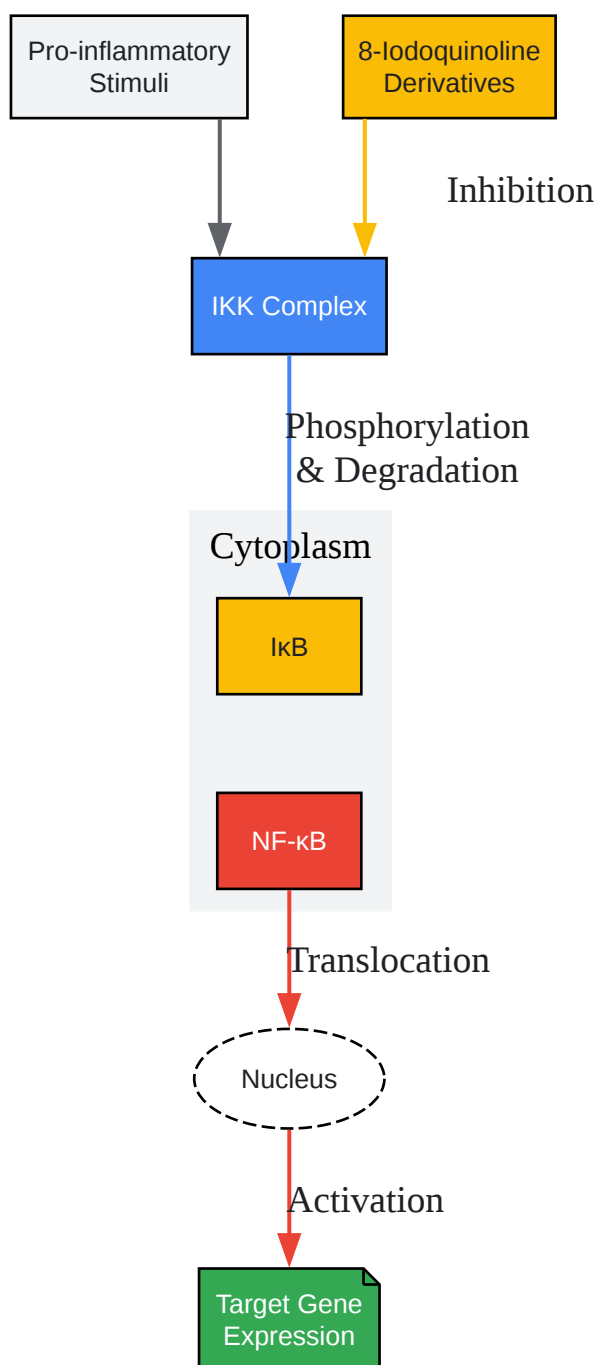 Pro-inflammatory
Stimuli
8-Iodoquinoline
Derivatives
Inhibition
IKK Complex
Phosphorylation
& Degradation
Cytoplasm
IκB
NF-κB
Translocation
Nucleus
Activation
Target Gene
Expression